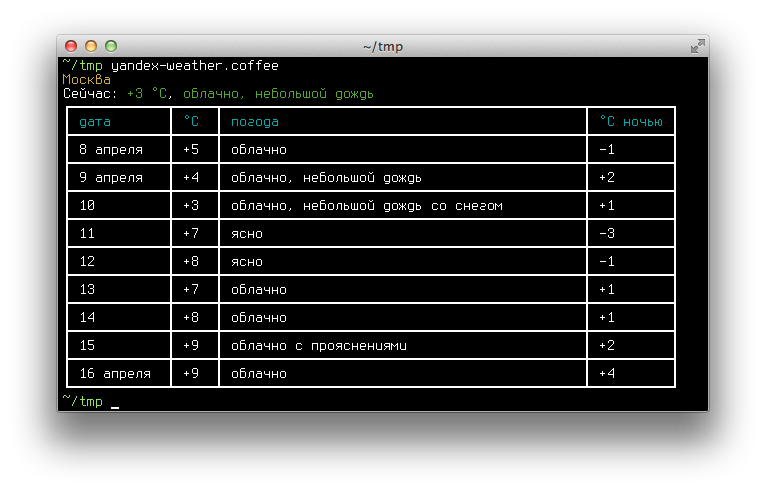 ~/tmp
~/tmp yandex-weather.coffee
Москва
Сейчас: +3 °C, облачно, небольшой дождь
дата °C погода °C ночью
8 апреля +5 облачно -1
9 апреля +4 облачно, небольшой дождь +2
10 +3 облачно, небольшой дождь со снегом +1
11 +7 ясно -3
12 +8 ясно -1
13 +7 облачно +1
14 +8 облачно +1
15 +9 облачно с прояснениями +2
16 апреля +9 облачно +4
~/tmp _